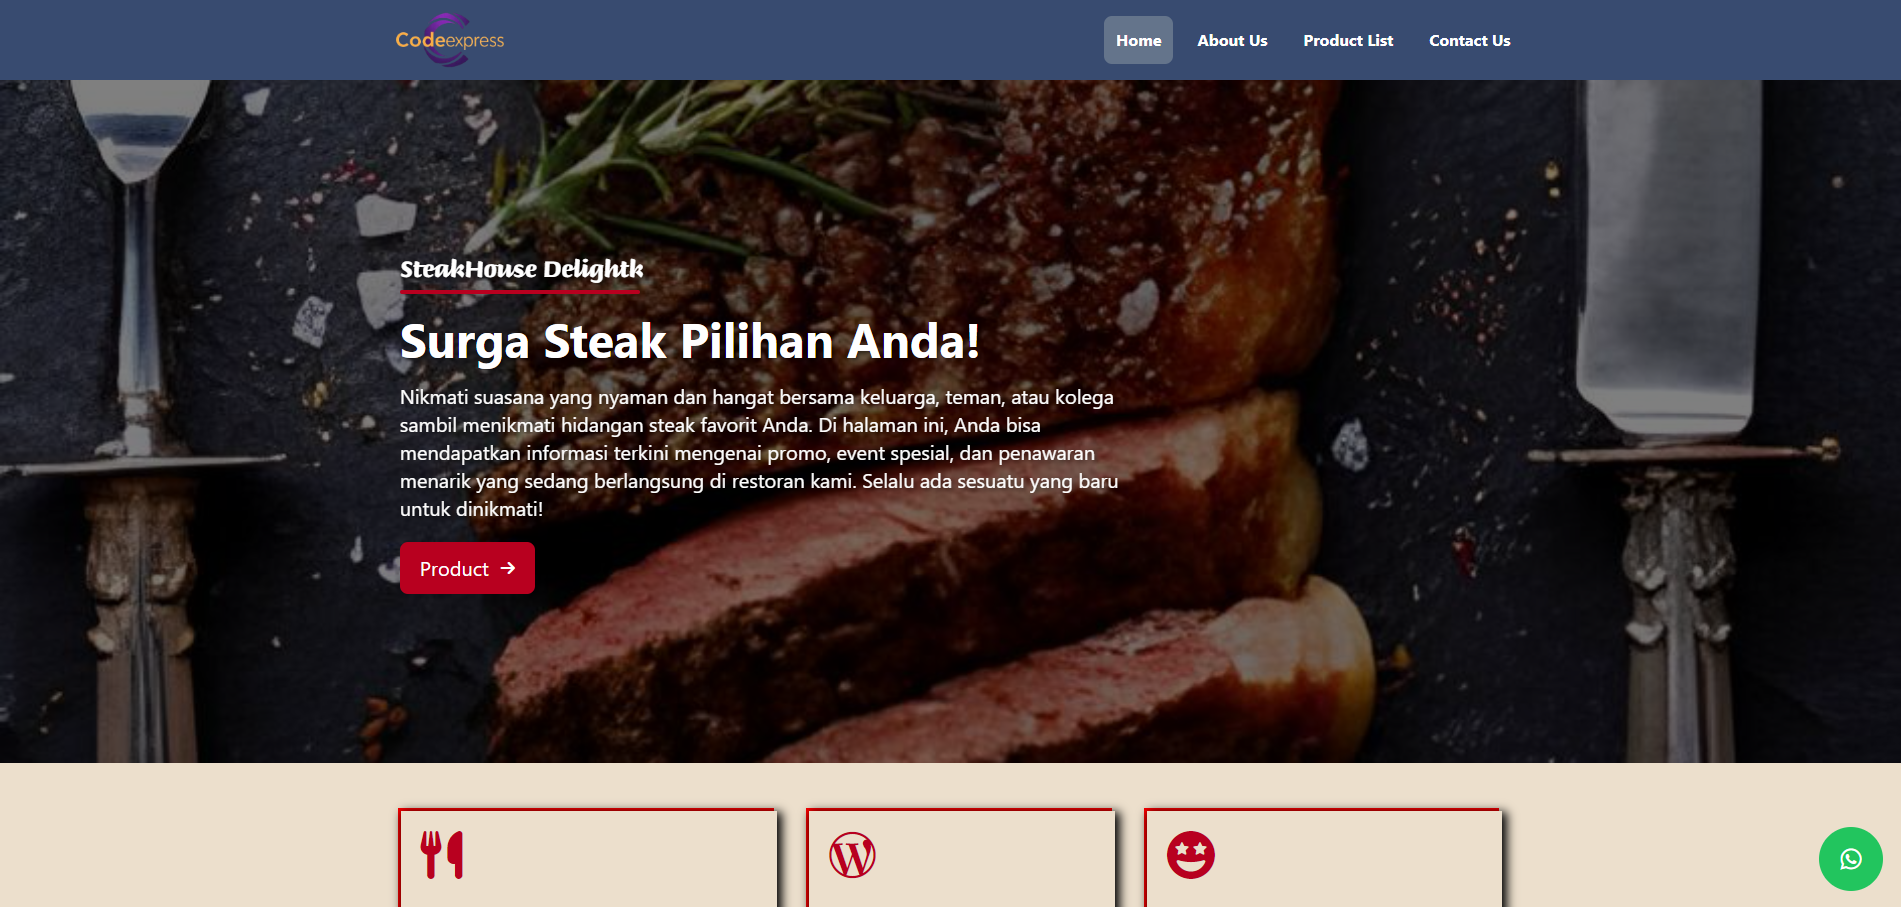 Codeexpress
Home
About Us
Product List
Contact Us
SteakHouse Delightk
Surga Steak Pilihan Anda!
Nikmati suasana yang nyaman dan hangat bersama keluarga, teman, atau kolega
sambil menikmati hidangan steak favorit Anda. Di halaman ini, Anda bisa
mendapatkan informasi terkini mengenai promo, event spesial, dan penawaran
menarik yang sedang berlangsung di restoran kami. Selalu ada sesuatu yang baru
untuk dinikmati!
Product →